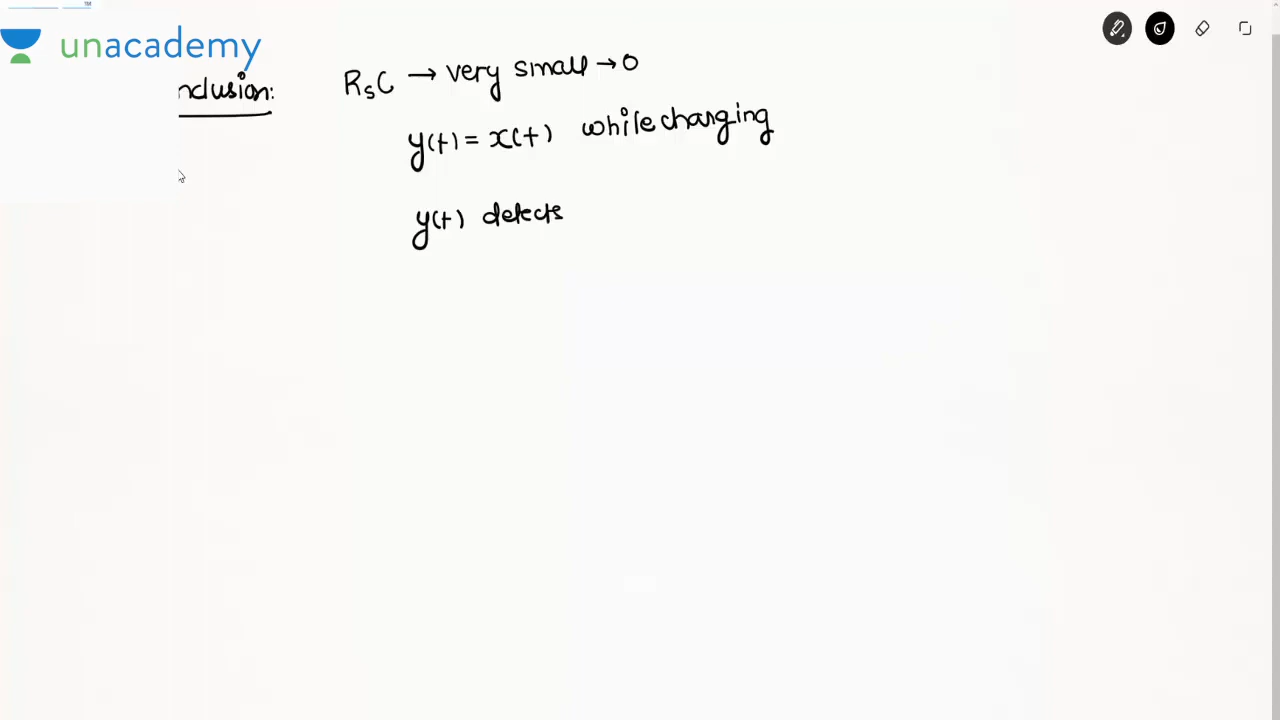 unacademy
nclusion:
RsC → very small → 0
y(t) = x(t) while charging
y(t) detects